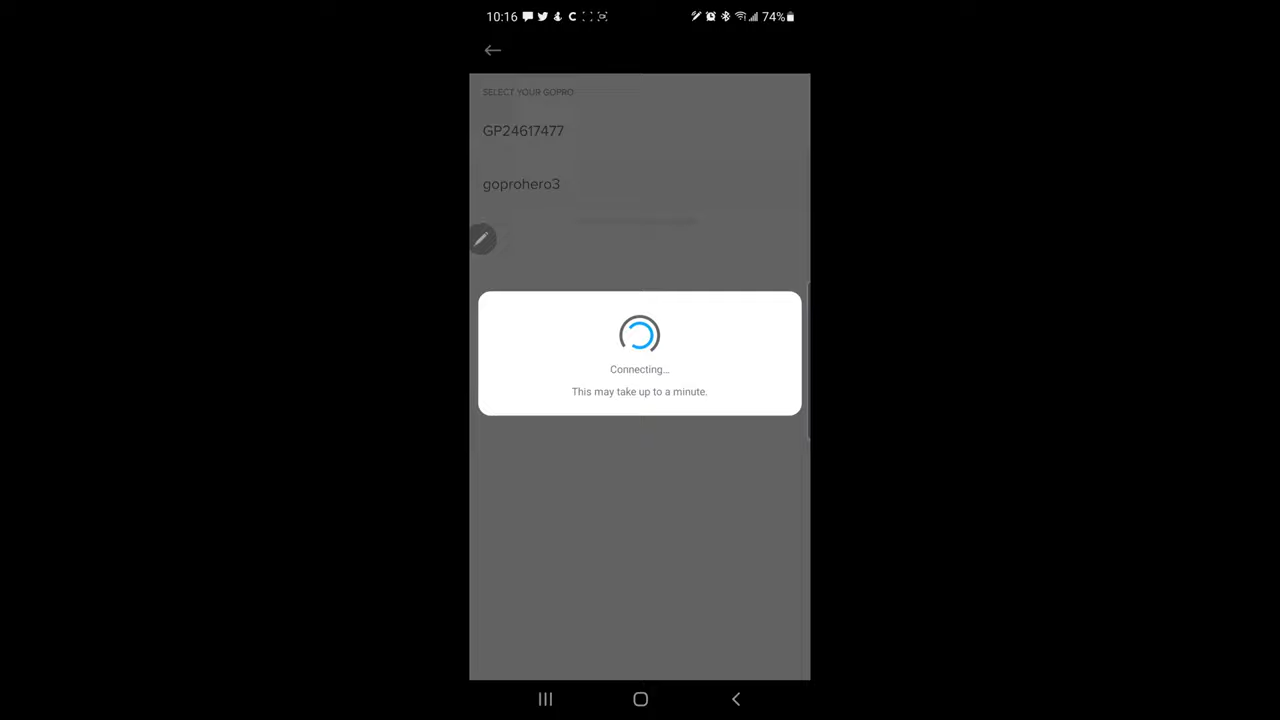 10:16 C 74%
SELECT YOUR GOPRO
GP24617477
goprohero3
Connecting...
This may take up to a minute.